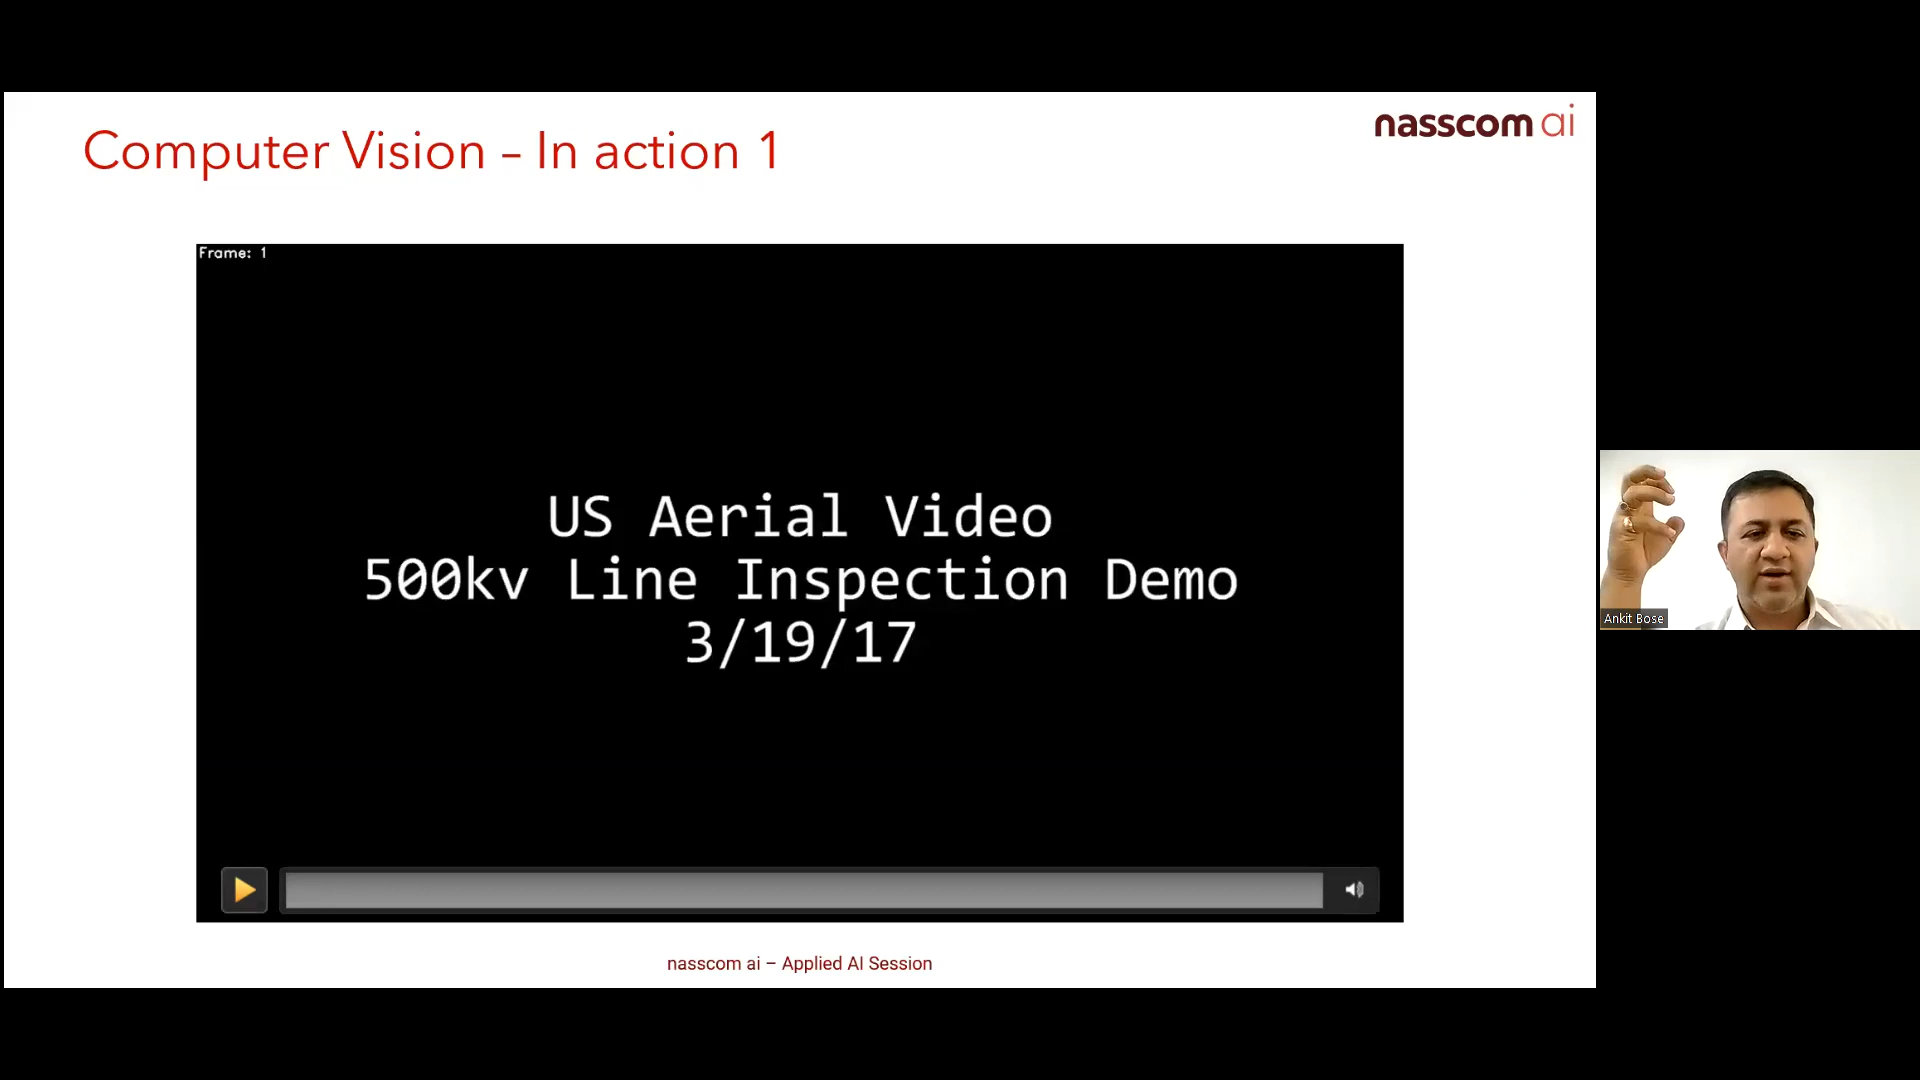 Computer Vision – In action 1
nasscom ai
Frame: 1
US Aerial Video
500kv Line Inspection Demo
3/19/17
nasscom ai – Applied AI Session
Ankit Bose